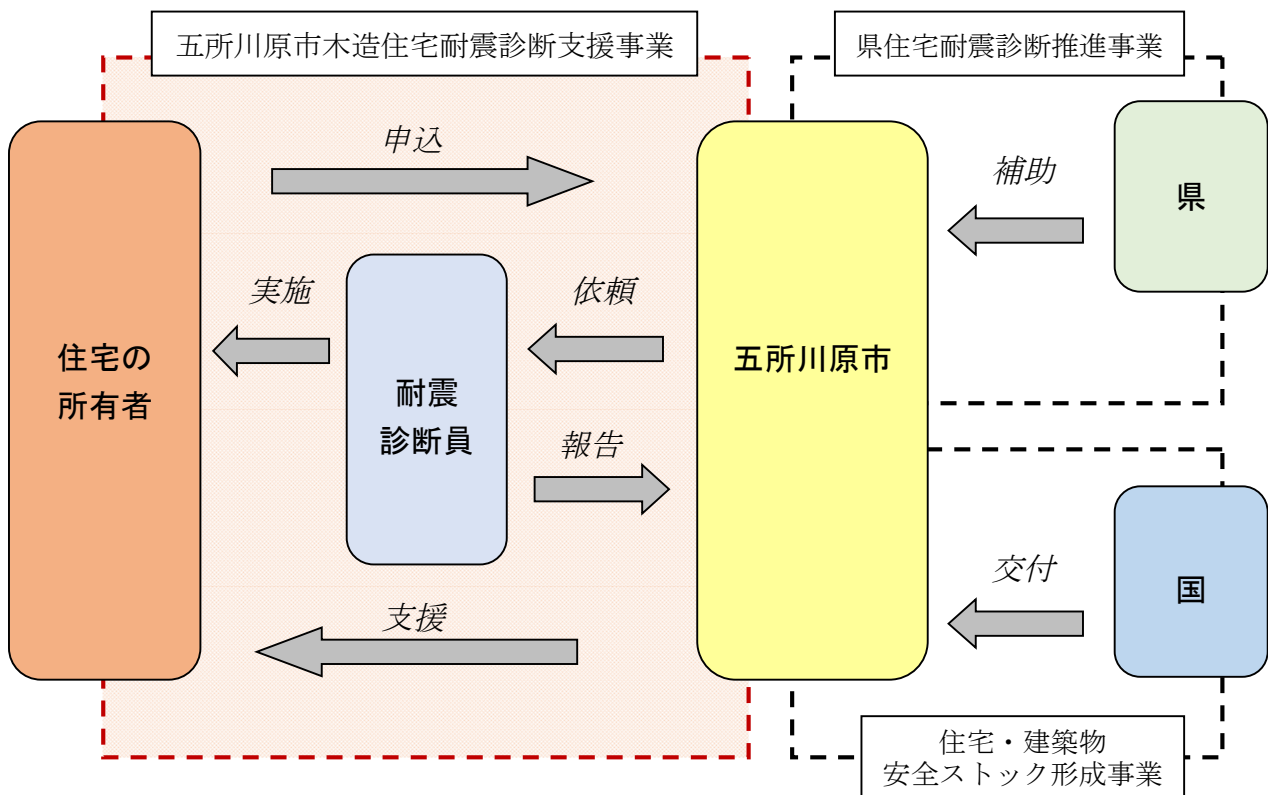 五所川原市木造住宅耐震診断支援事業
県住宅耐震診断推進事業
申込
補助
県
実施
依頼
住宅の
所有者
耐震
診断員
五所川原市
報告
交付
国
支援
住宅・建築物
安全ストック形成事業